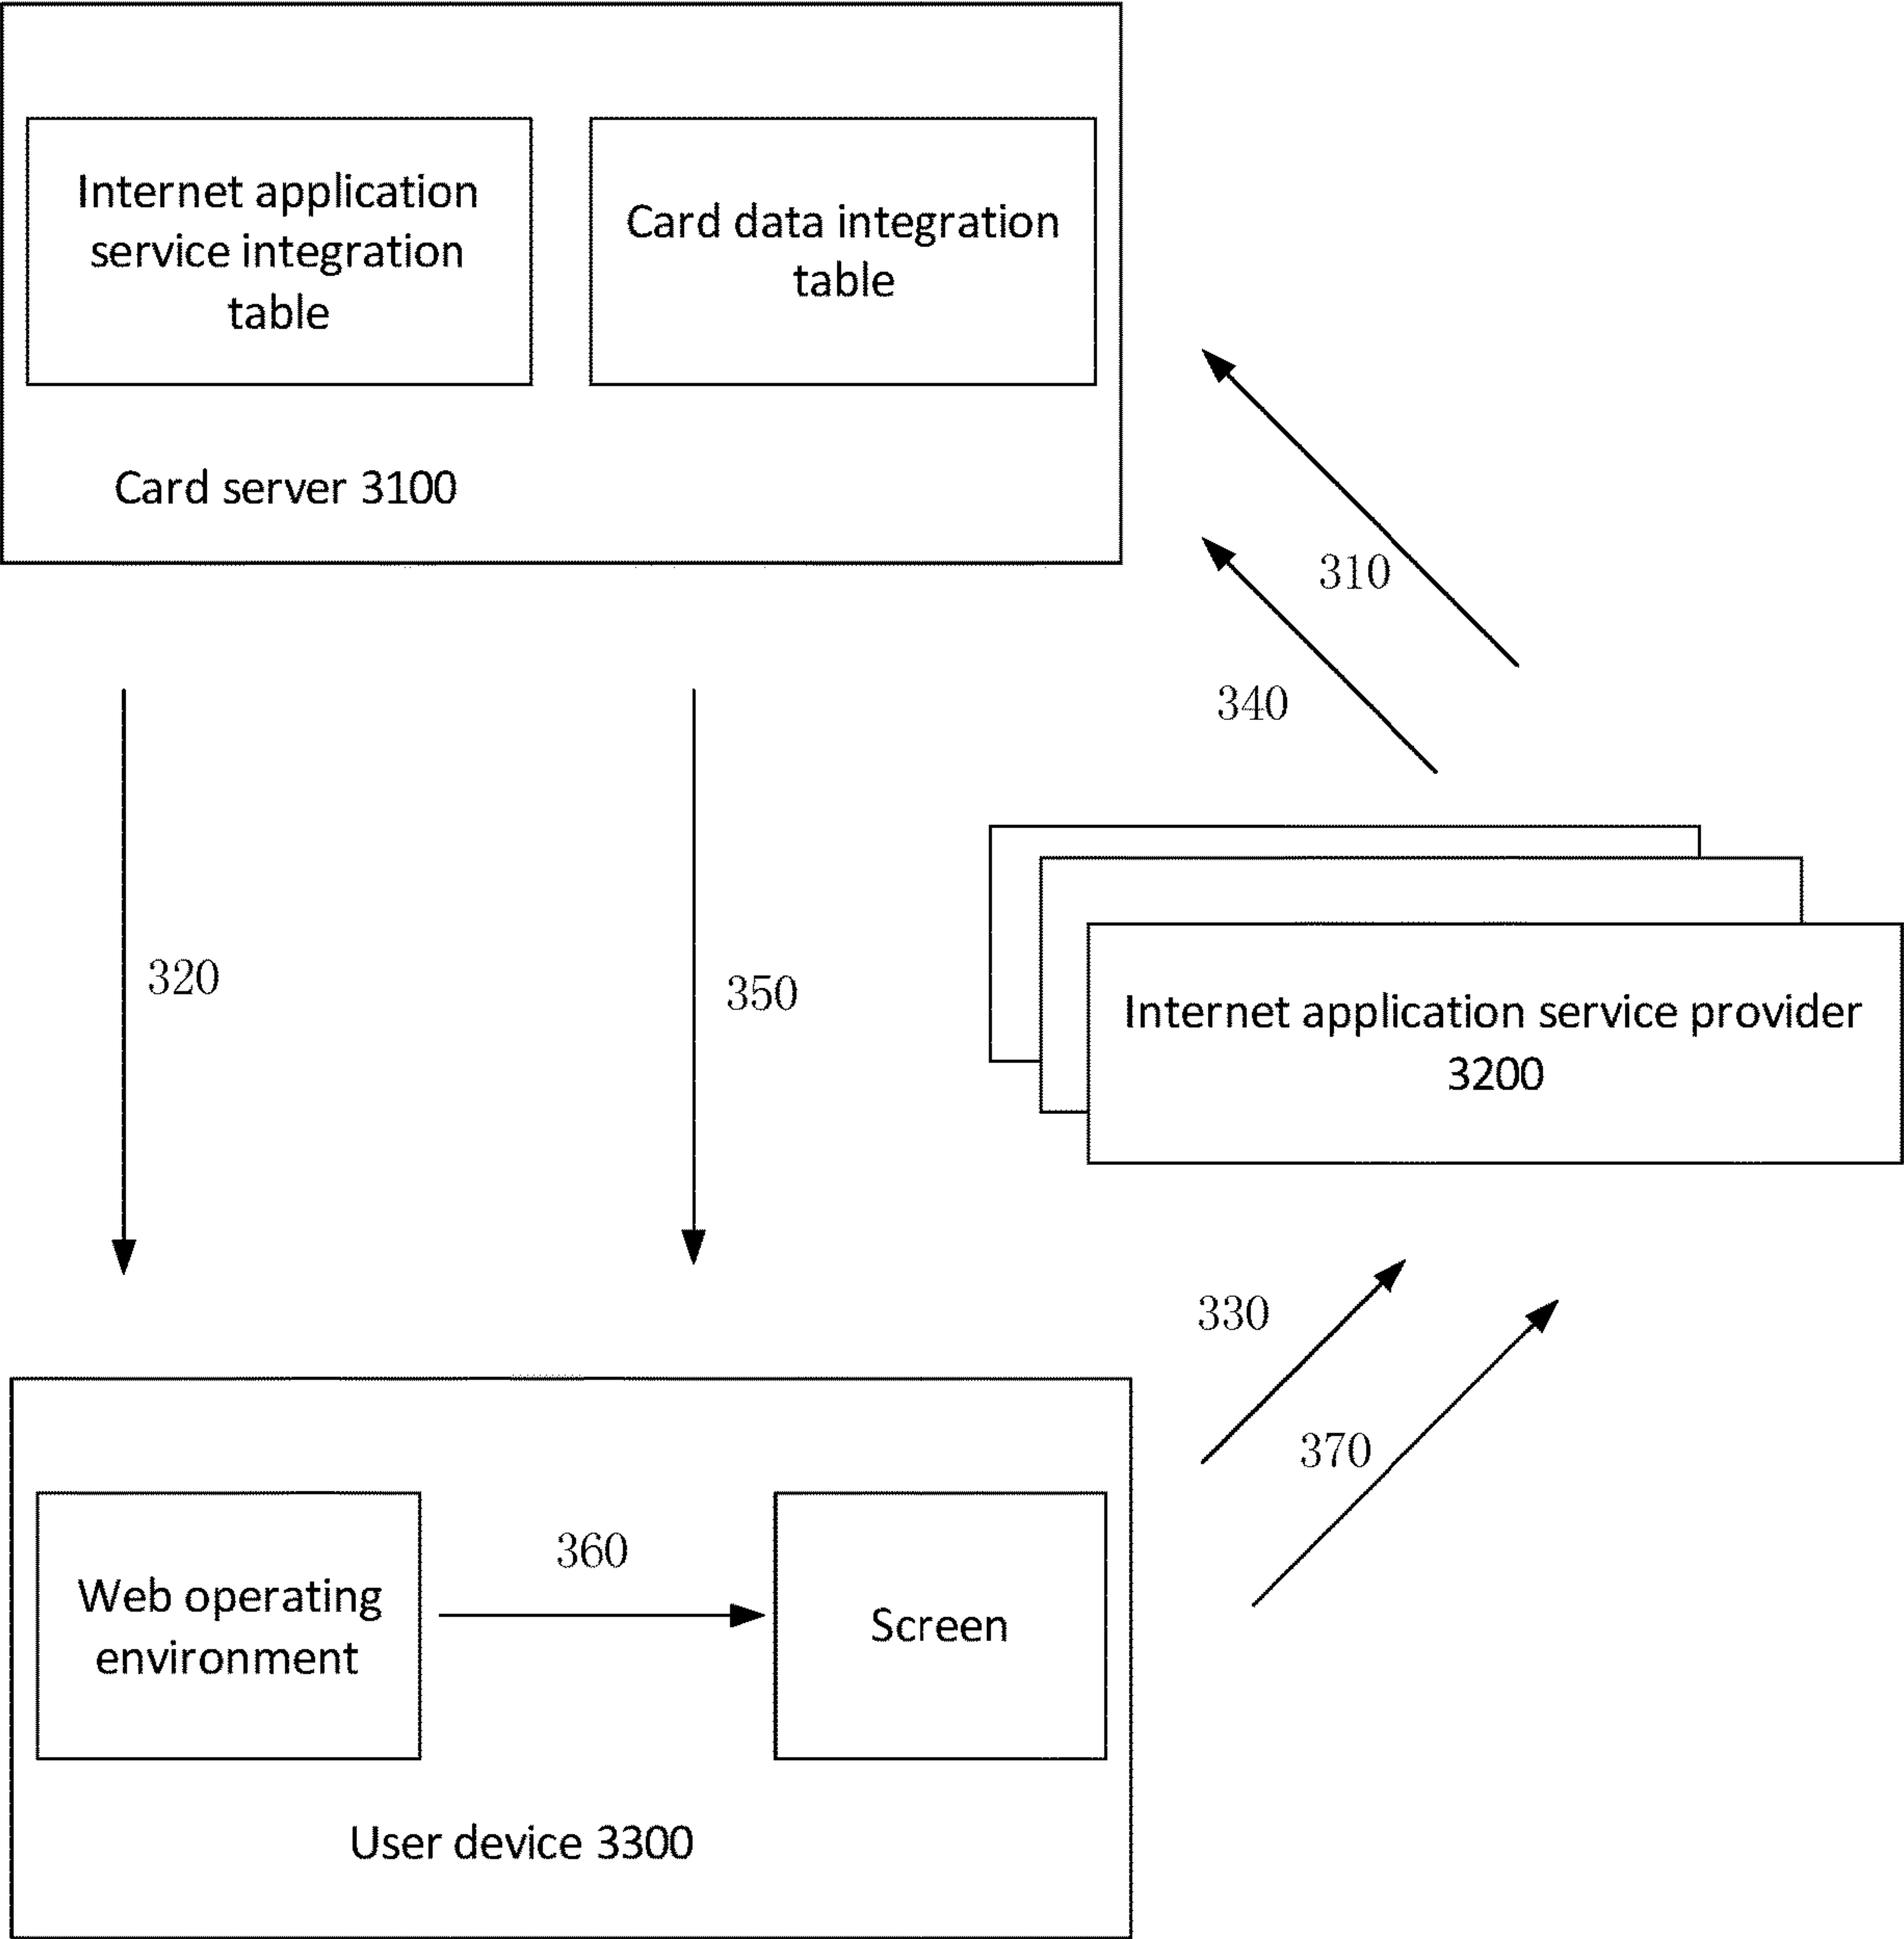 Internet application
service integration
table
Card data integration
table
Card server 3100
310
340
320
350
Internet application service provider
3200
330
370
360
Web operating
environment
Screen
User device 3300